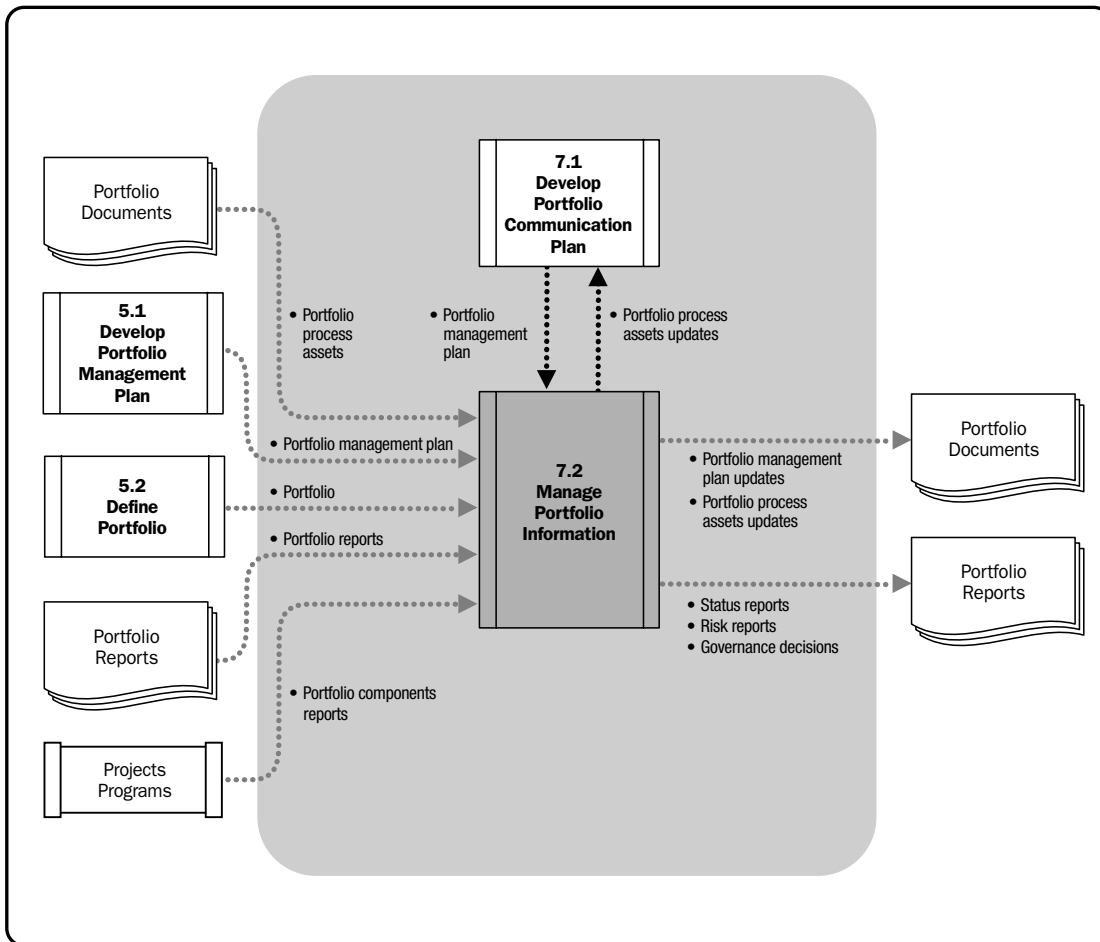 Portfolio
Documents
5.1
Develop
Portfolio
Management
Plan
5.2
Define
Portfolio
Portfolio
Reports
Projects
Programs
• Portfolio
process
assets
• Portfolio management plan
• Portfolio
• Portfolio reports
• Portfolio components
reports
7.1
Develop
Portfolio
Communication
Plan
• Portfolio
management
plan
• Portfolio process
assets updates
7.2
Manage
Portfolio
Information
• Portfolio management
plan updates
• Portfolio process
assets updates
• Status reports
• Risk reports
• Governance decisions
Portfolio
Documents
Portfolio
Reports